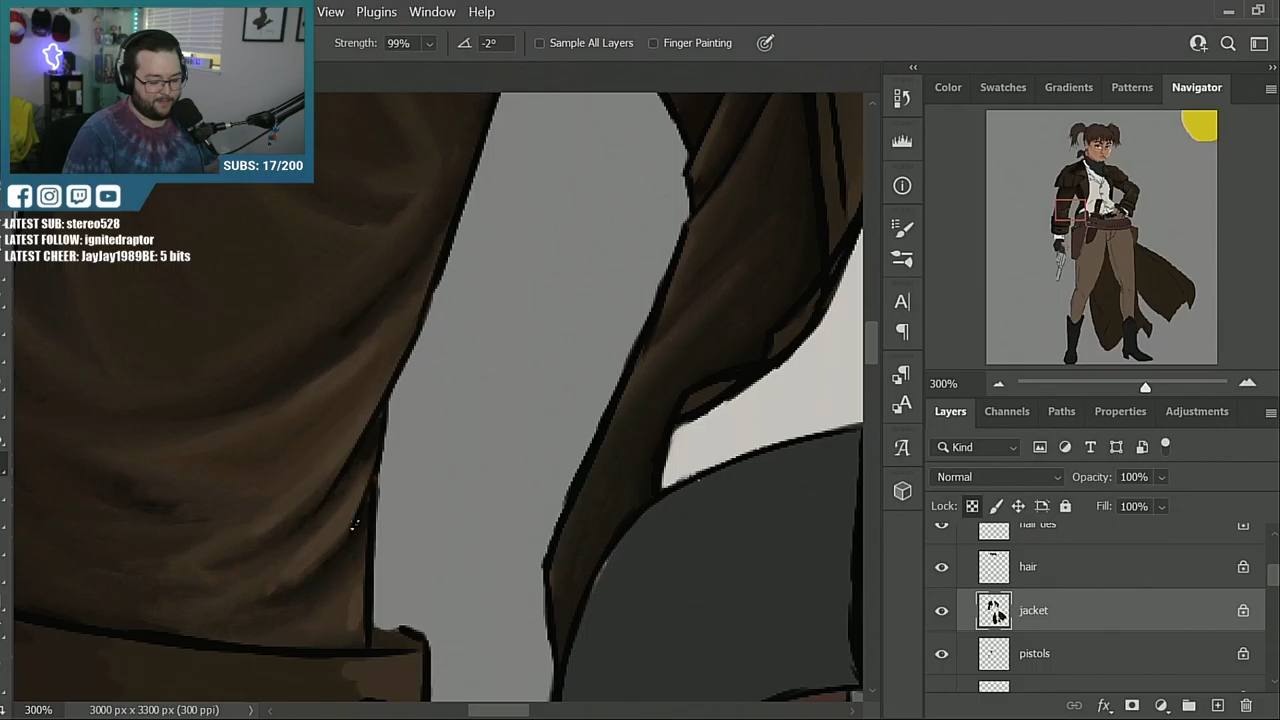 View Plugins Window Help
Strength: 99% -2° Sample All Layers Finger Painting
SUBS: 17/200
LATEST SUB: stereo528
LATEST FOLLOW: ignitedraptor
LATEST CHEER: JayJay1989BE: 5 bits
Color Swatches Gradients Patterns Navigator
300%
Layers Channels Paths Properties Adjustments
Kind
Normal Opacity: 100%
Lock: Fill: 100%
hair ties
hair
jacket
pistols
300% 3000 px x 3300 px (300 ppi)